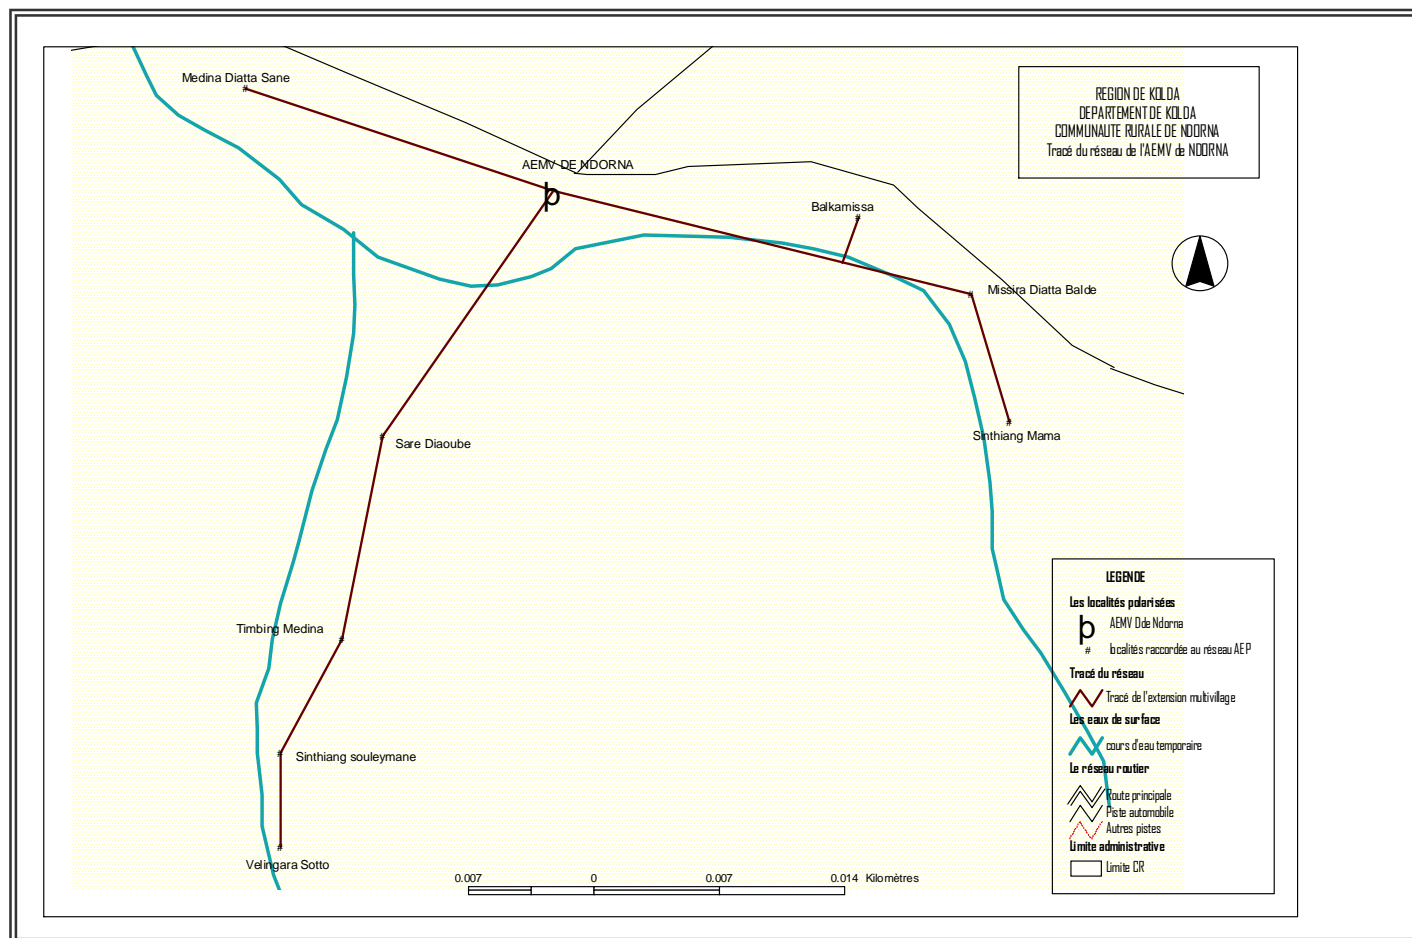 Medina Diatta Sane
AEMV DE NDORNA
þ
Balkamissa
Missira Diatta Balde
Sinthiang Mama
Sare Diaoube
Timbing Medina
Sinthiang souleymane
Velingara Sotto
REGION DE KOLDA
DEPARTEMENT DE KOLDA
COMMUNAUTE RURALE DE NDORNA
Tracé du réseau de l'AEMV de NDORNA
LEGENDE
Les localités polarisées
þ AEMV Dde Ndorna
# localités raccordée au réseau AEP
Tracé du réseau
Tracé de l'extension multivillage
Les eaux de surface
cours d'eau temporaire
Le réseau routier
Route principale
Piste automobile
Autres pistes
Limite administrative
Limite CR
0.007 0 0.007 0.014 Kilomètres